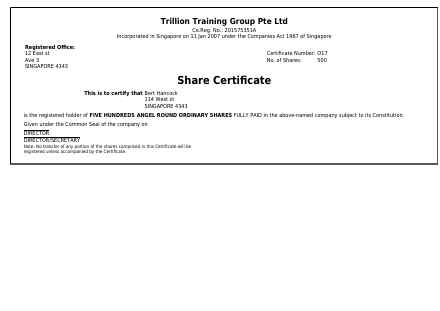 Trillion Training Group Pte Ltd
Co.Reg. No.: 201575351A
Incorporated in Singapore on 11 Jan 2007 under the Companies Act 1967 of Singapore
Registered Office:
12 East st
Ave 3
SINGAPORE 4343
Certificate Number: O17
No. of Shares: 500
Share Certificate
This is to certify that Bert Hancock
114 West st
SINGAPORE 4343
is the registered holder of FIVE HUNDREDS ANGEL ROUND ORDINARY SHARES FULLY PAID in the above-named company subject to its Constitution.
Given under the Common Seal of the company on
DIRECTOR
DIRECTOR/SECRETARY
Note: No transfer of any portion of the shares comprised in this Certificate will be
registered unless accompanied by the Certificate.